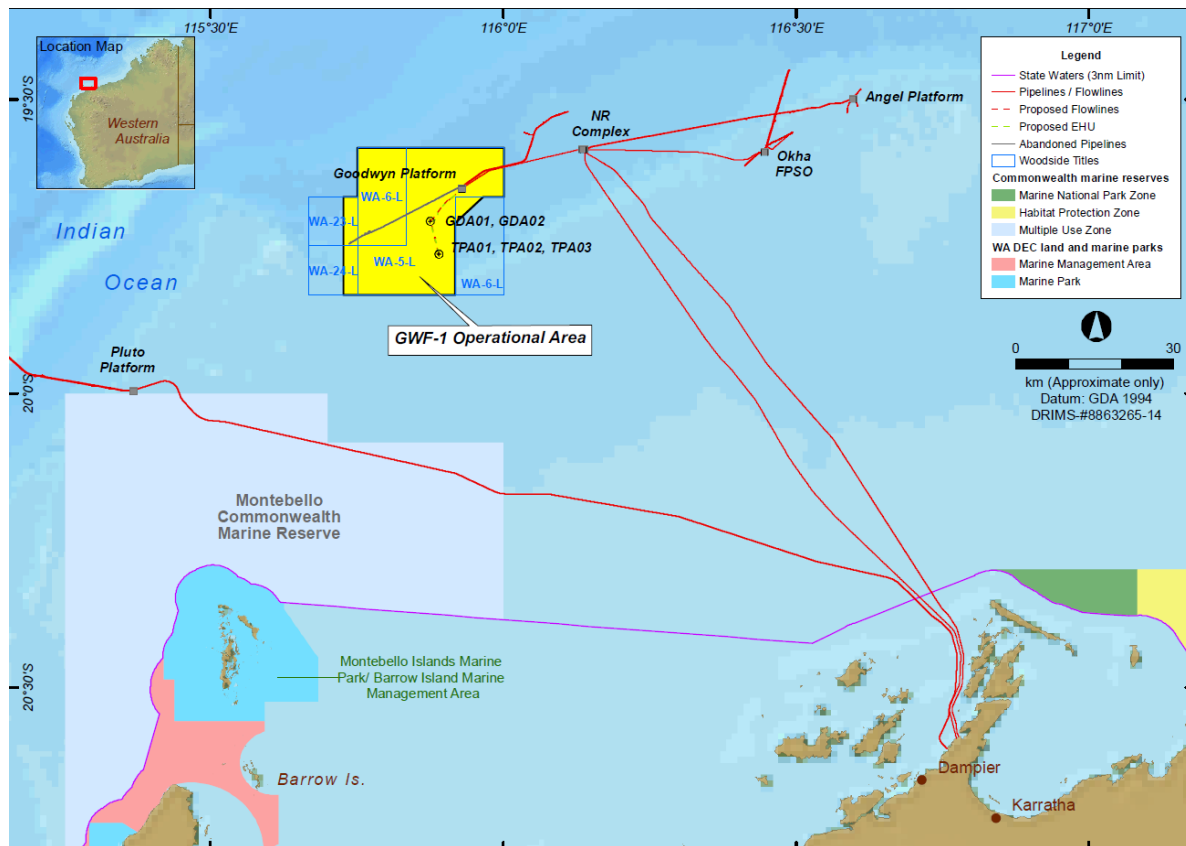 115°30'0"E
116°0'0"E
116°30'0"E
117°0'0"E
Location Map
Western
Australia
19°30'S
20°0'S
20°30'S
Indian
Ocean
NR
Complex
Angel Platform
Okha
FPSO
Goodwyn Platform
WA-6-L
WA-23-L
WA-24-L
WA-5-L
WA-6-L
GDA01, GDA02
TPA01, TPA02, TPA03
GWF-1 Operational Area
Pluto
Platform
Montebello
Commonwealth
Marine Reserve
Montebello Islands Marine
Park/ Barrow Island Marine
Management Area
Barrow Is.
Dampier
Karratha
Legend
State Waters (3nm Limit)
Pipelines / Flowlines
Proposed Flowlines
Proposed EHU
Abandoned Pipelines
Woodside Titles
Commonwealth marine reserves
Marine National Park Zone
Habitat Protection Zone
Multiple Use Zone
WA DEC land and marine parks
Marine Management Area
Marine Park
0 30
km (Approximate only)
Datum: GDA 1994
DRIMS-#8863265-14